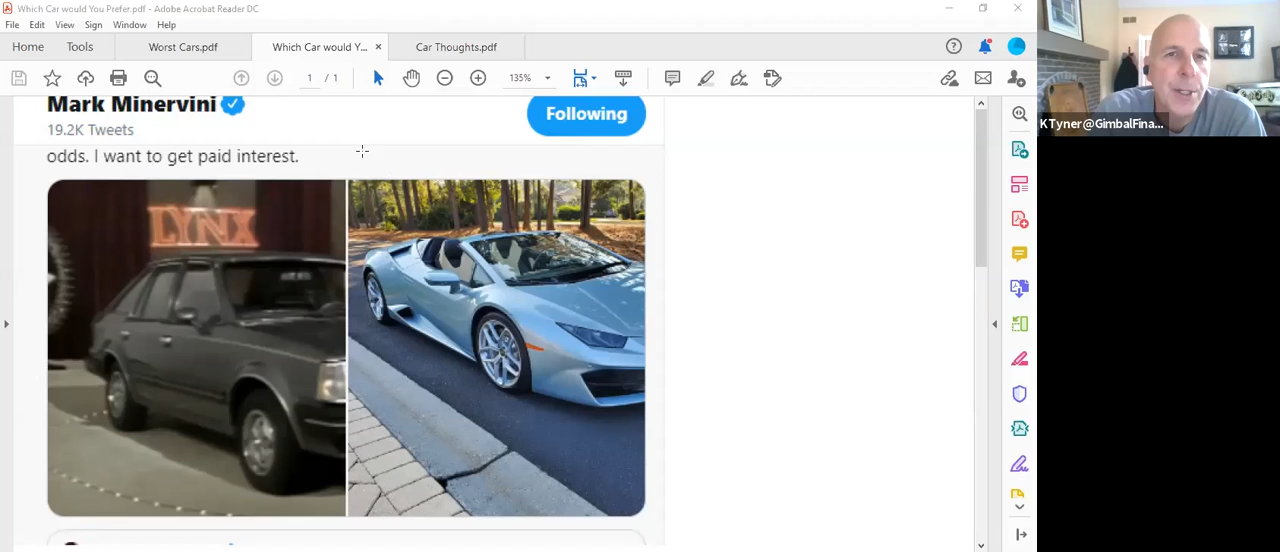 Which Car would You Prefer.pdf - Adobe Acrobat Reader DC
File Edit View Sign Window Help
Home Tools Worst Cars.pdf Which Car would Y... × Car Thoughts.pdf
1 / 1 135%
Mark Minervini
Following
19.2K Tweets
odds. I want to get paid interest.
LYNX
KTyner@GimbalFina...